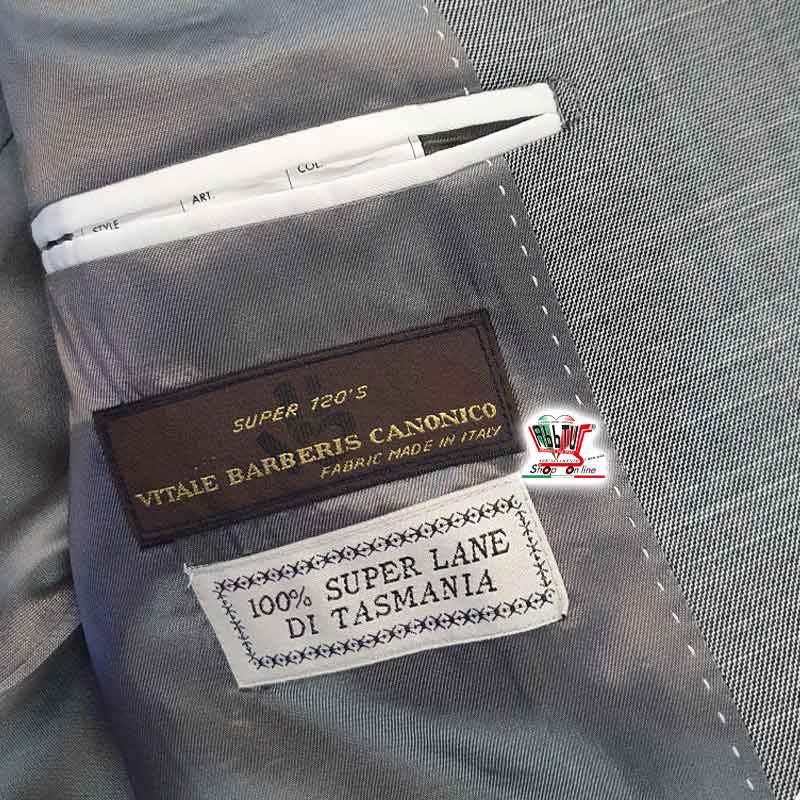 STYLE
ART.
COL.
SUPER 120'S
VITALE BARBERIS CANONICO
FABRIC MADE IN ITALY
100% SUPER LANE
DI TASMANIA
AbbTuS
Shop On line